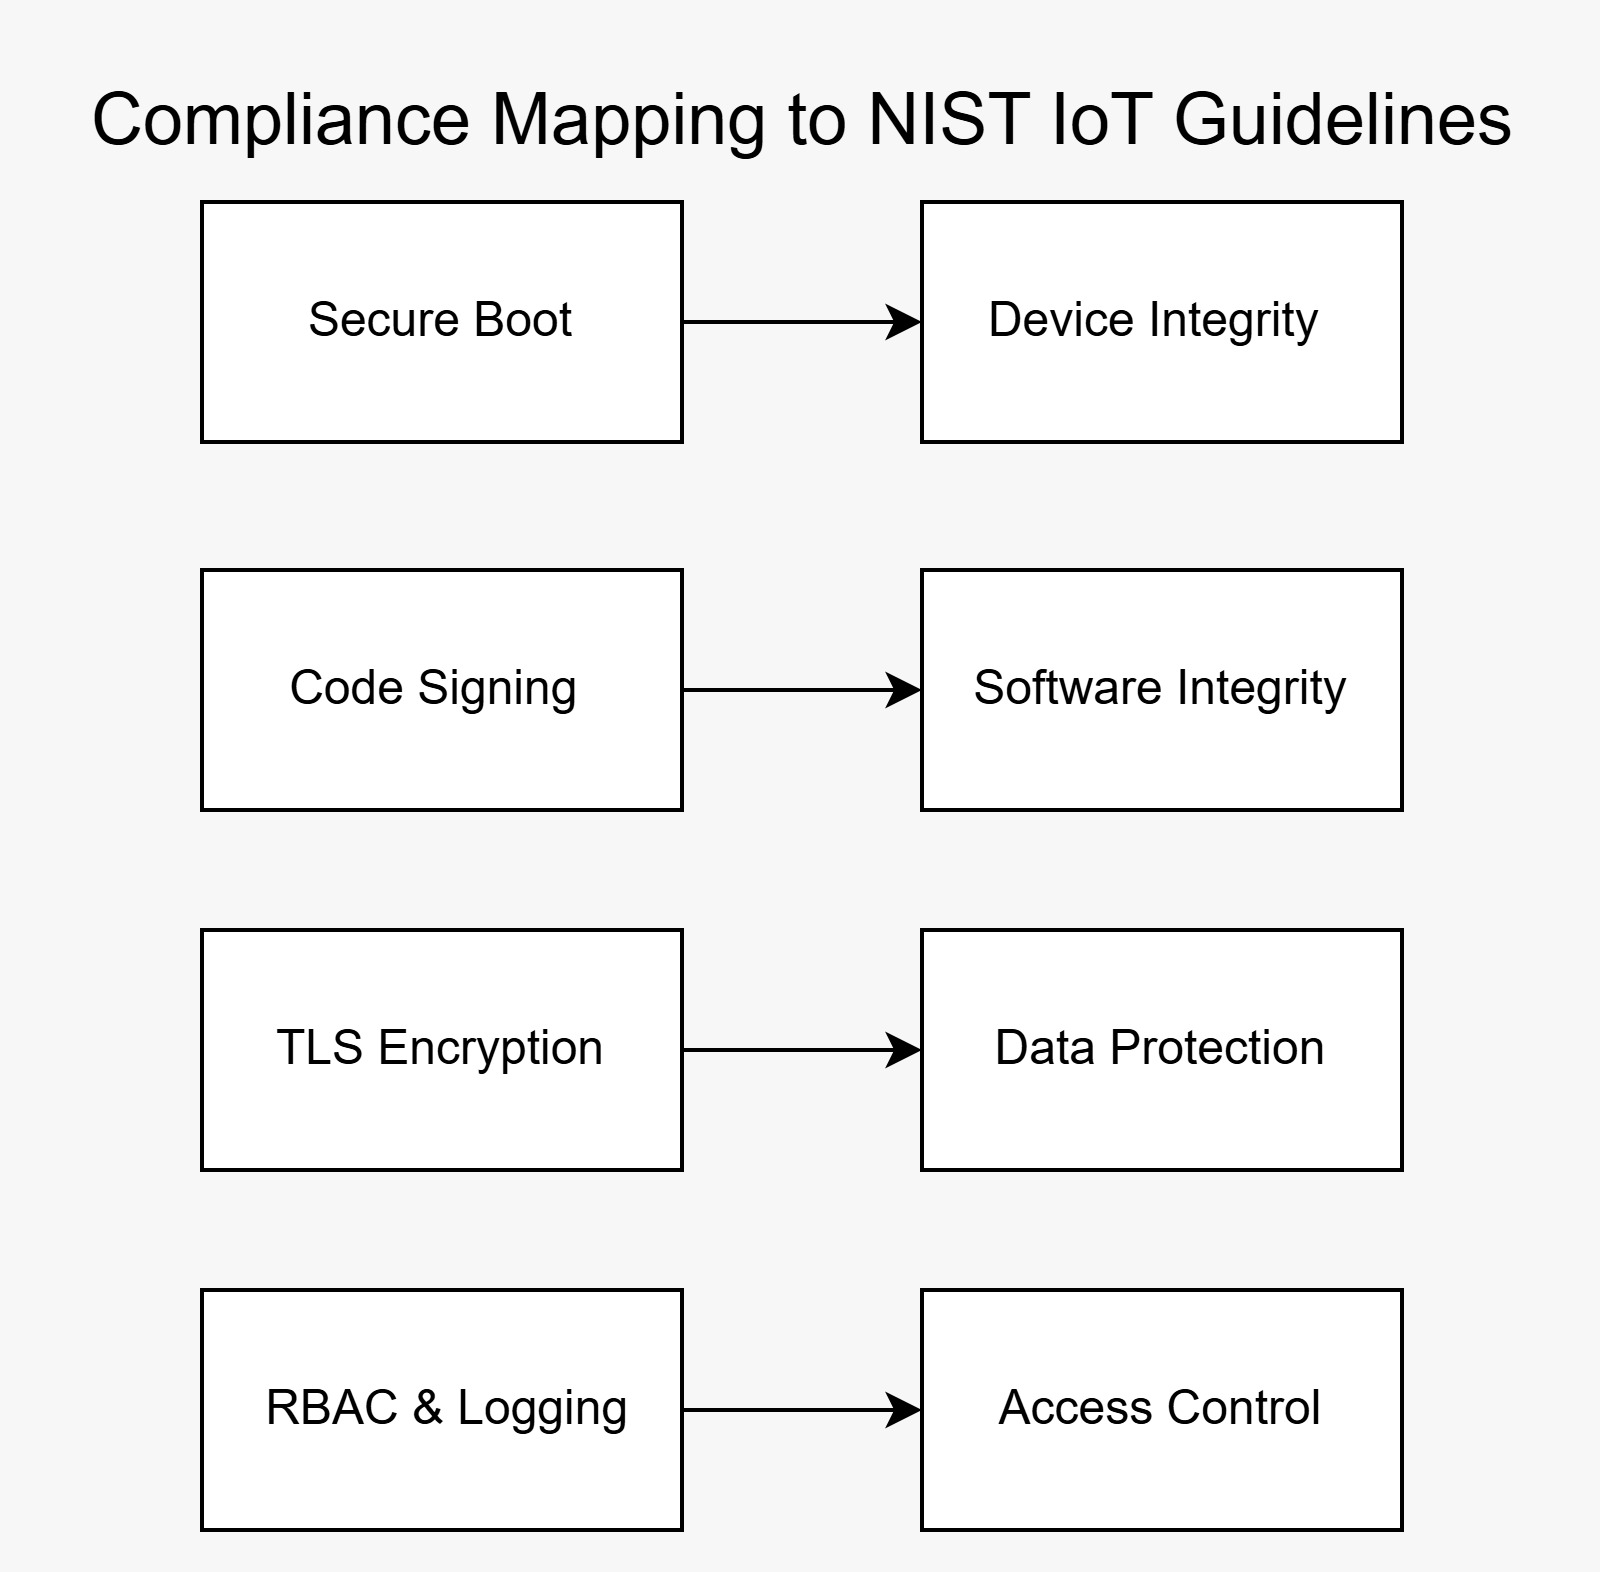 Compliance Mapping to NIST IoT Guidelines
Secure Boot
Device Integrity
Code Signing
Software Integrity
TLS Encryption
Data Protection
RBAC & Logging
Access Control